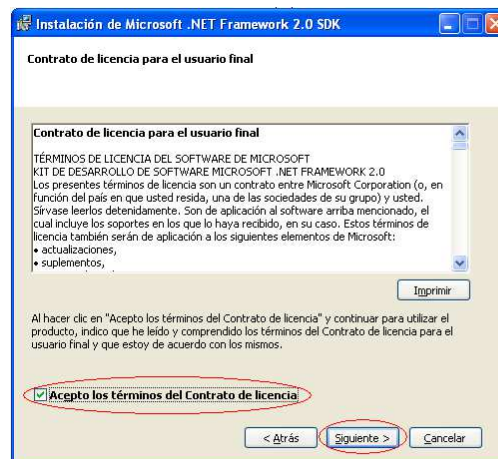 Instalación de Microsoft .NET Framework 2.0 SDK
Contrato de licencia para el usuario final
Contrato de licencia para el usuario final
TÉRMINOS DE LICENCIA DEL SOFTWARE DE MICROSOFT
KIT DE DESARROLLO DE SOFTWARE MICROSOFT .NET FRAMEWORK 2.0
Los presentes términos de licencia son un contrato entre Microsoft Corporation (o, en
función del país en que usted resida, una de las sociedades de su grupo) y usted.
Sírvase leerlos detenidamente. Son de aplicación al software arriba mencionado, el
cual incluye los soportes en los que lo haya recibido, en su caso. Estos términos de
licencia también serán de aplicación a los siguientes elementos de Microsoft:
• actualizaciones,
• suplementos,
Imprimir
Al hacer clic en "Acepto los términos del Contrato de licencia" y continuar para utilizar el
producto, indico que he leído y comprendido los términos del Contrato de licencia para el
usuario final y que estoy de acuerdo con los mismos.
Acepto los términos del Contrato de licencia
< Atrás Siguiente > Cancelar